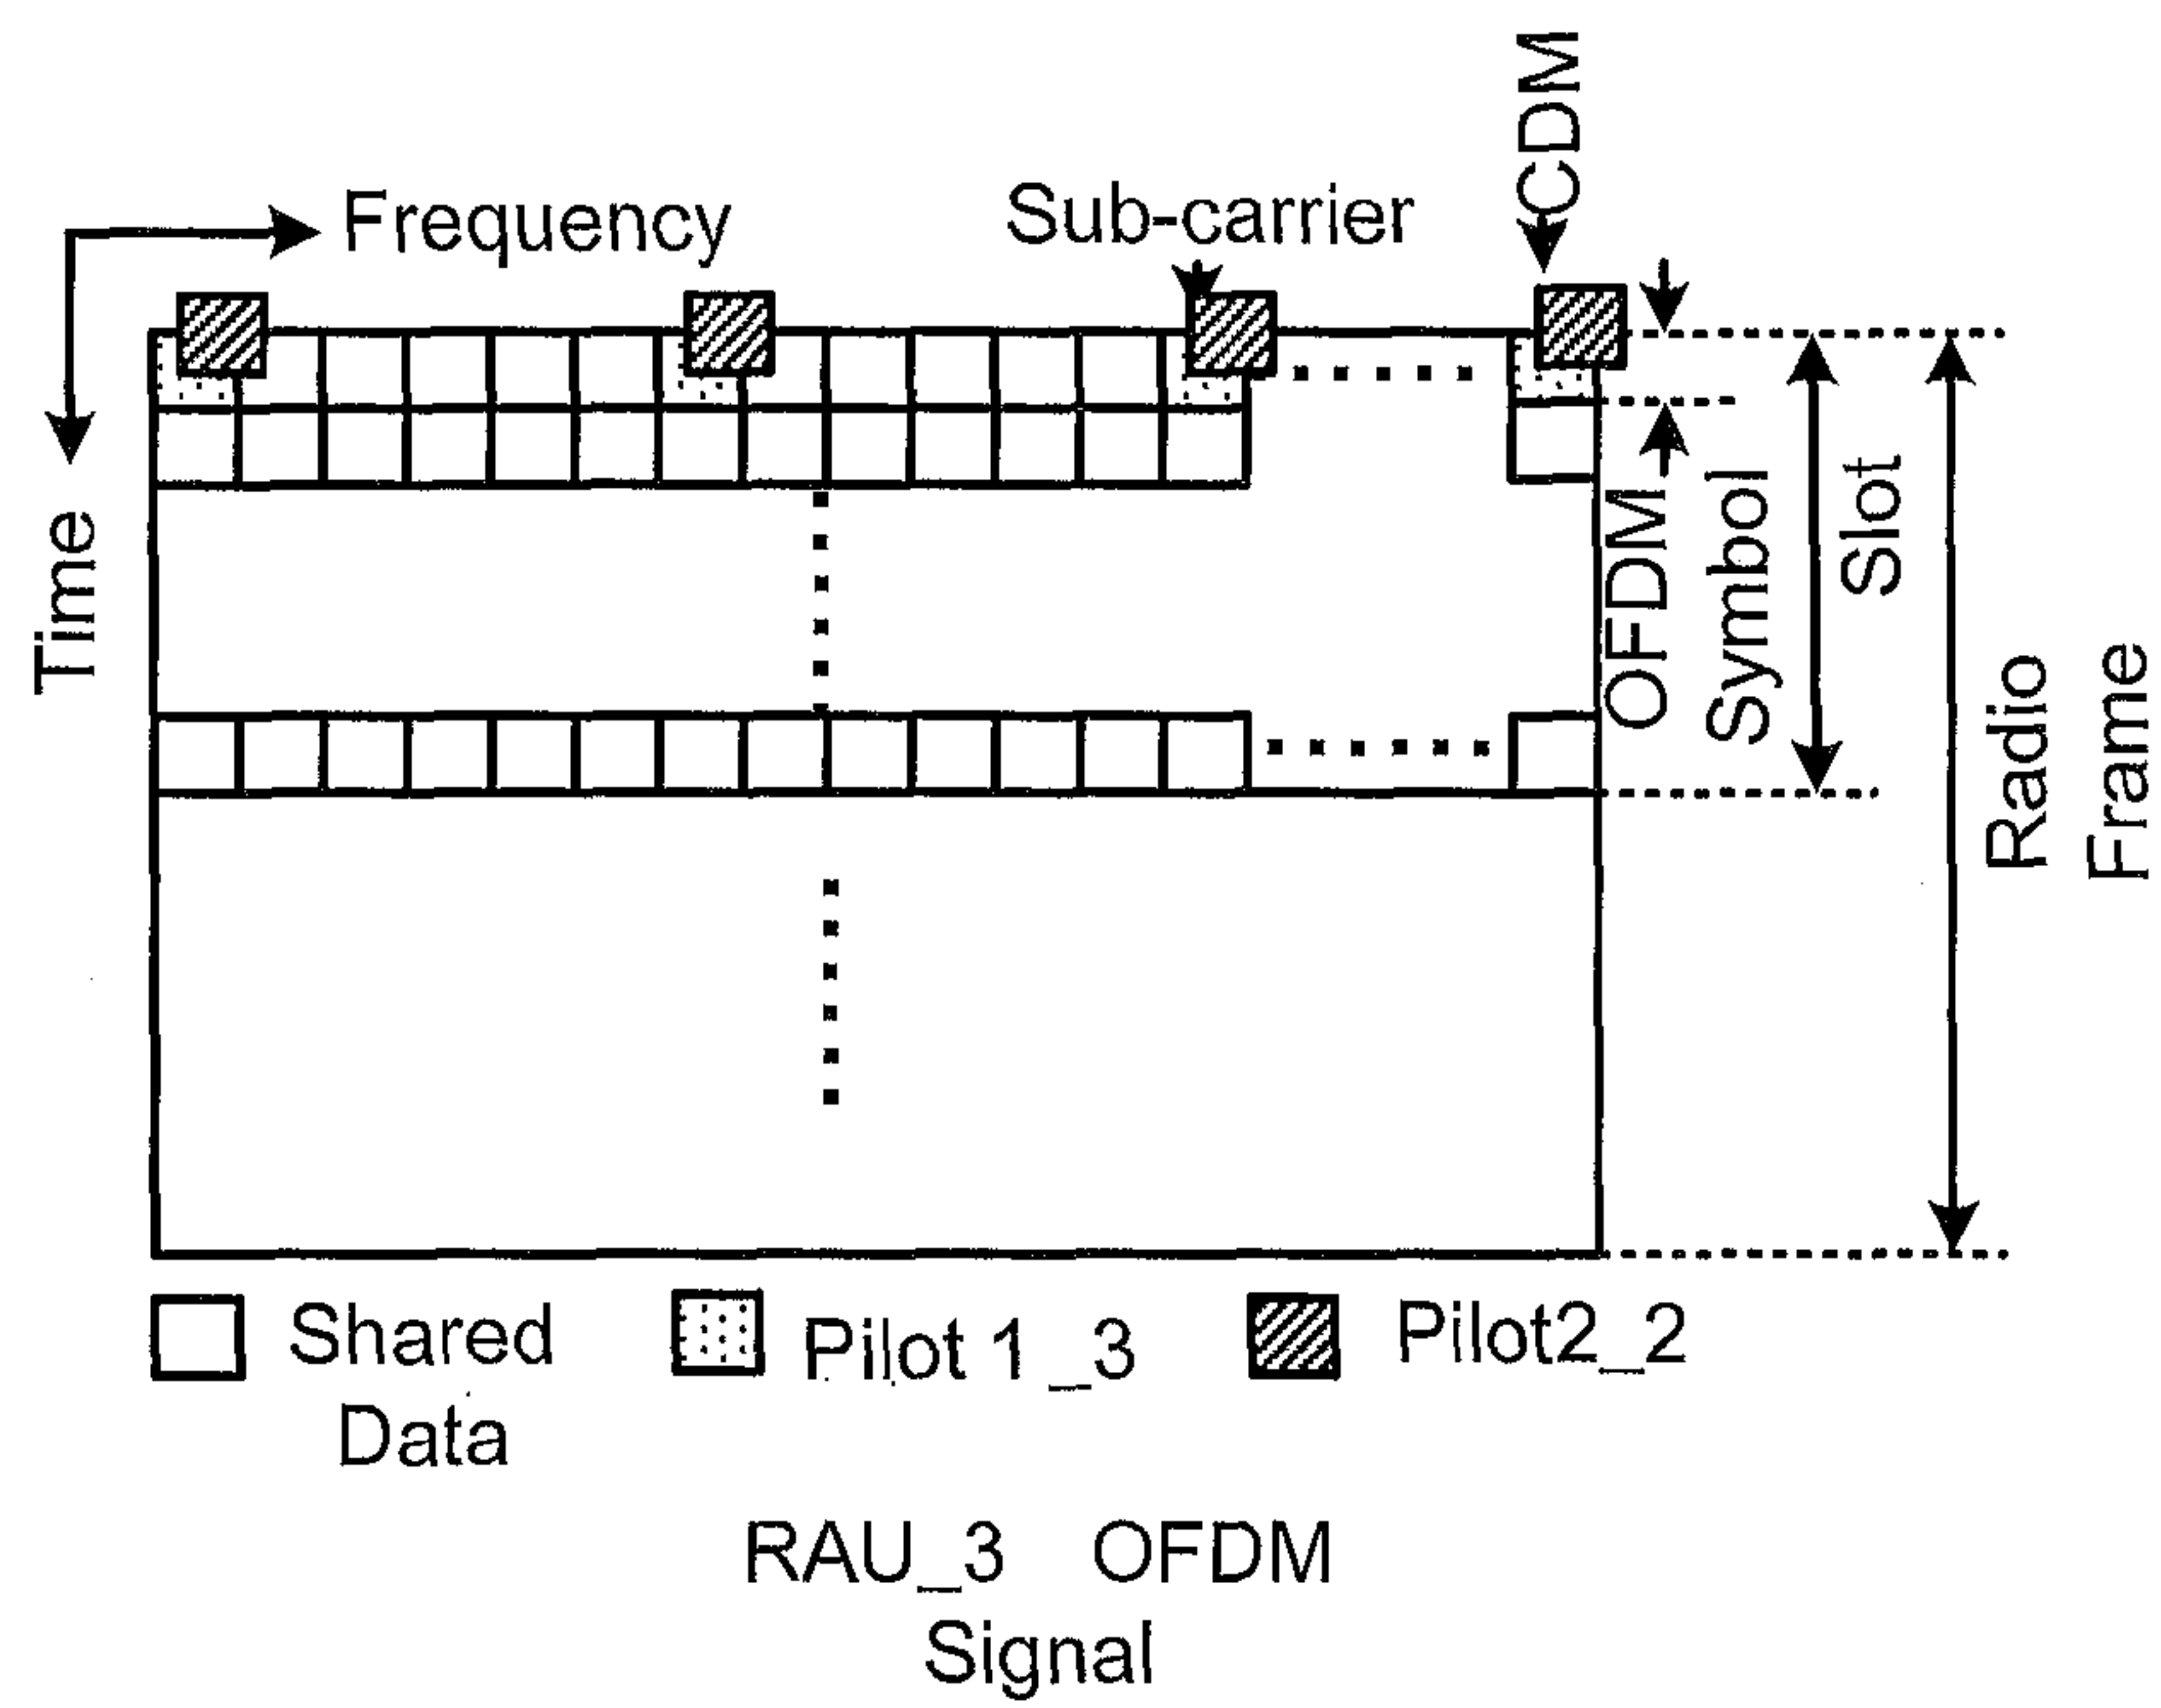 CDM
Frequency
Sub-carrier
Time
OFDM
Symbol
Slot
Radio
Frame
Shared
Data
Pilot 1_3
Pilot2_2
RAU_3 OFDM
Signal